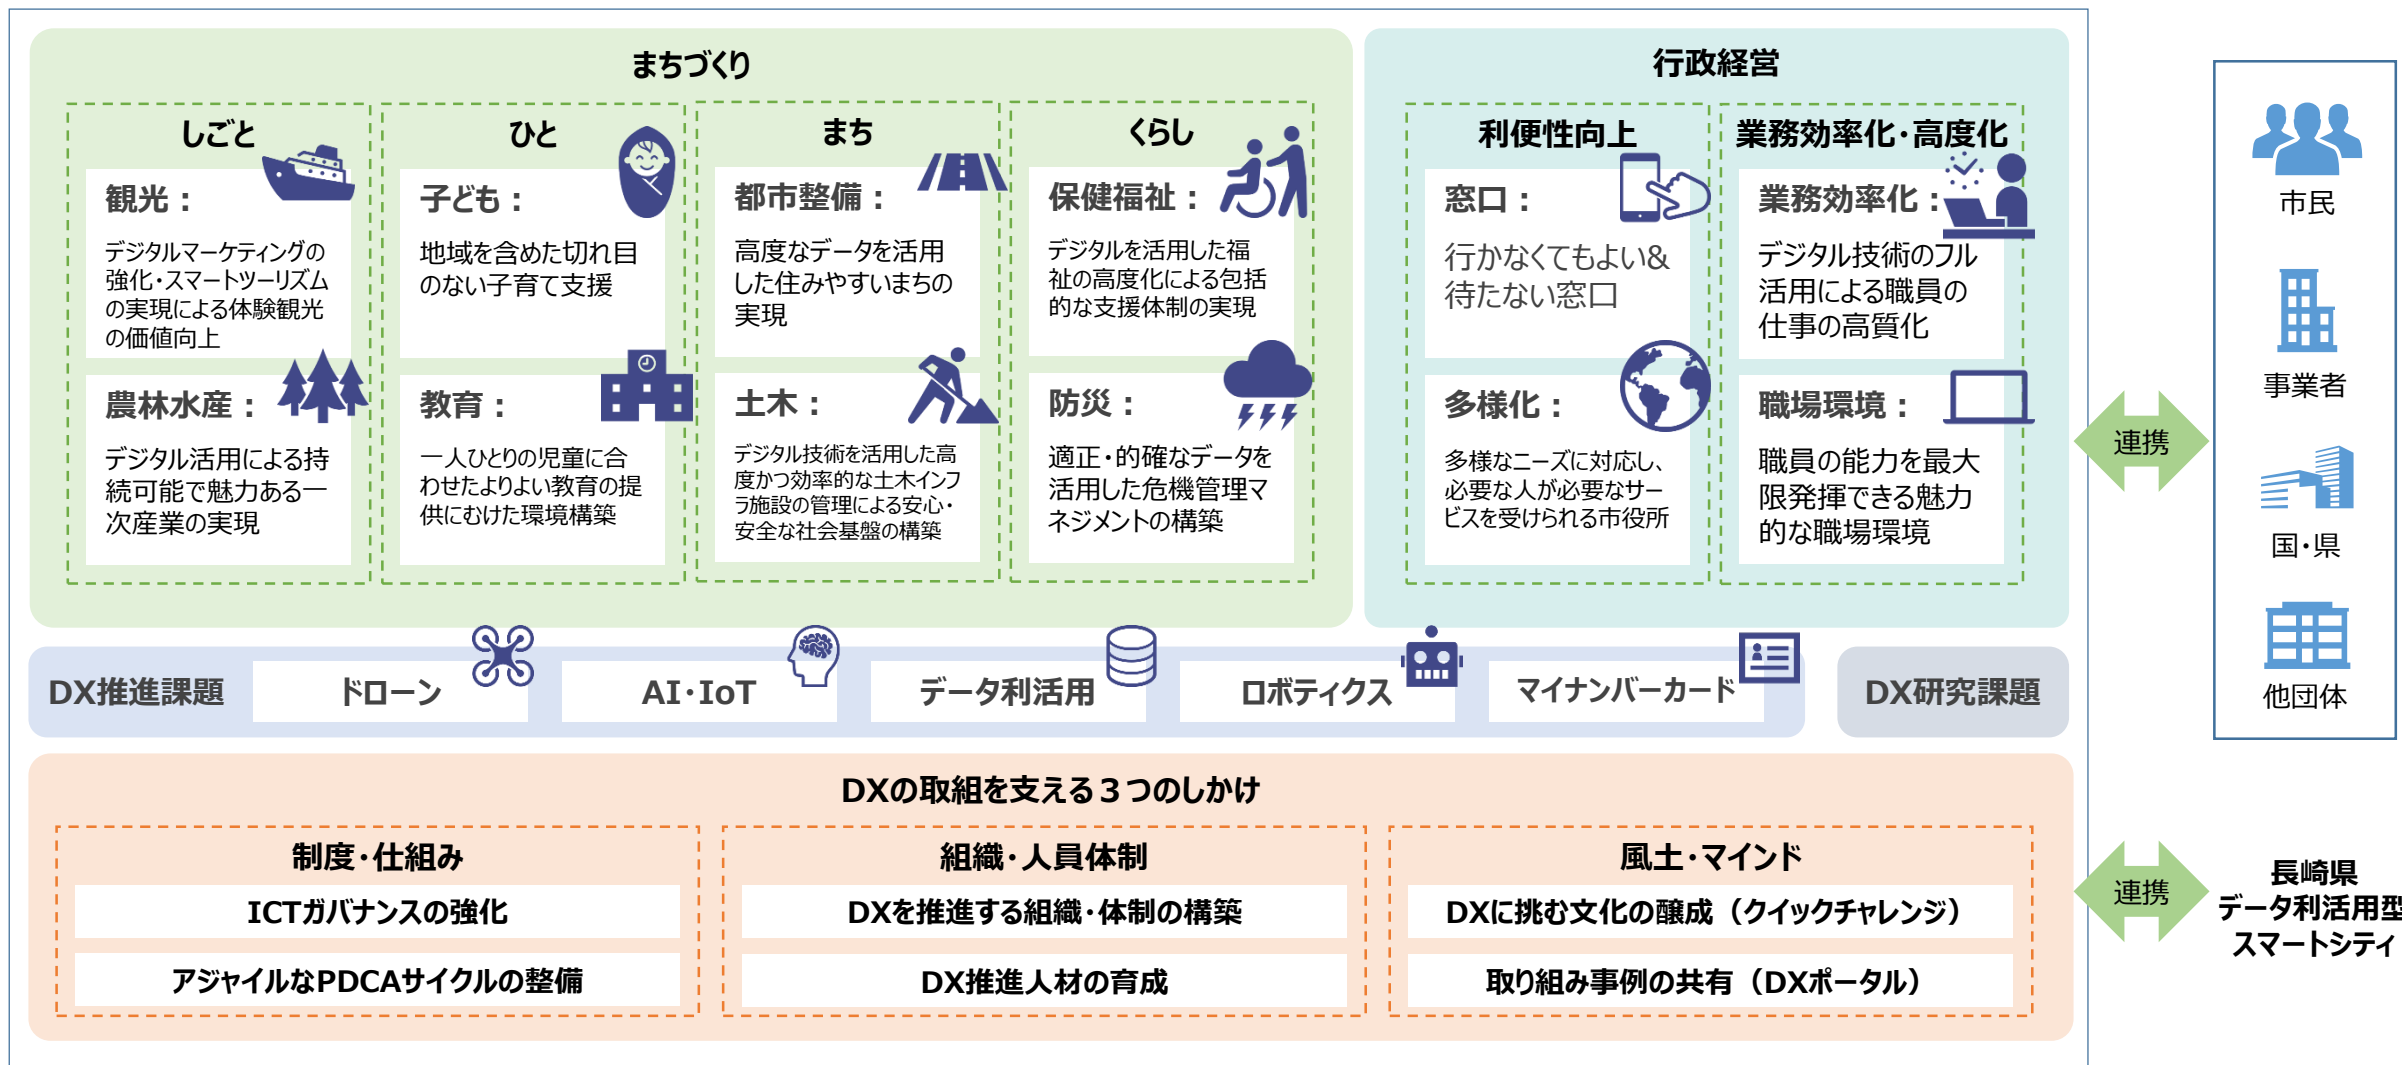 まちづくり
しごと
観光：
デジタルマーケティングの
強化・スマートツーリズム
の実現による体験観光
の価値向上
農林水産：
デジタル活用による持
続可能で魅力ある一
次産業の実現
ひと
子ども：
地域を含めた切れ目
のない子育て支援
教育：
一人ひとりの児童に合
わせたよりよい教育の提
供にむけた環境構築
まち
都市整備：
高度なデータを活用
した住みやすいまちの
実現
土木：
デジタル技術を活用した高
度かつ効率的な土木インフ
ラ施設の管理による安心・
安全な社会基盤の構築
くらし
保健福祉：
デジタルを活用した福
祉の高度化による包括
的な支援体制の実現
防災：
適正・的確なデータを
活用した危機管理マ
ネジメントの構築
行政経営
利便性向上
窓口：
行かなくてもよい&
待たない窓口
多様化：
多様なニーズに対応し、
必要な人が必要なサー
ビスを受けられる市役所
業務効率化・高度化
業務効率化：
デジタル技術のフル
活用による職員の
仕事の高質化
職場環境：
職員の能力を最大
限発揮できる魅力
的な職場環境
連携
市民
事業者
国・県
他団体
DX推進課題
ドローン
AI・IoT
データ利活用
ロボティクス
マイナンバーカード
DX研究課題
DXの取組を支える３つのしかけ
制度・仕組み
ICTガバナンスの強化
アジャイルなPDCAサイクルの整備
組織・人員体制
DXを推進する組織・体制の構築
DX推進人材の育成
風土・マインド
DXに挑む文化の醸成（クイックチャレンジ）
取り組み事例の共有（DXポータル）
連携
長崎県
データ利活用型
スマートシティ